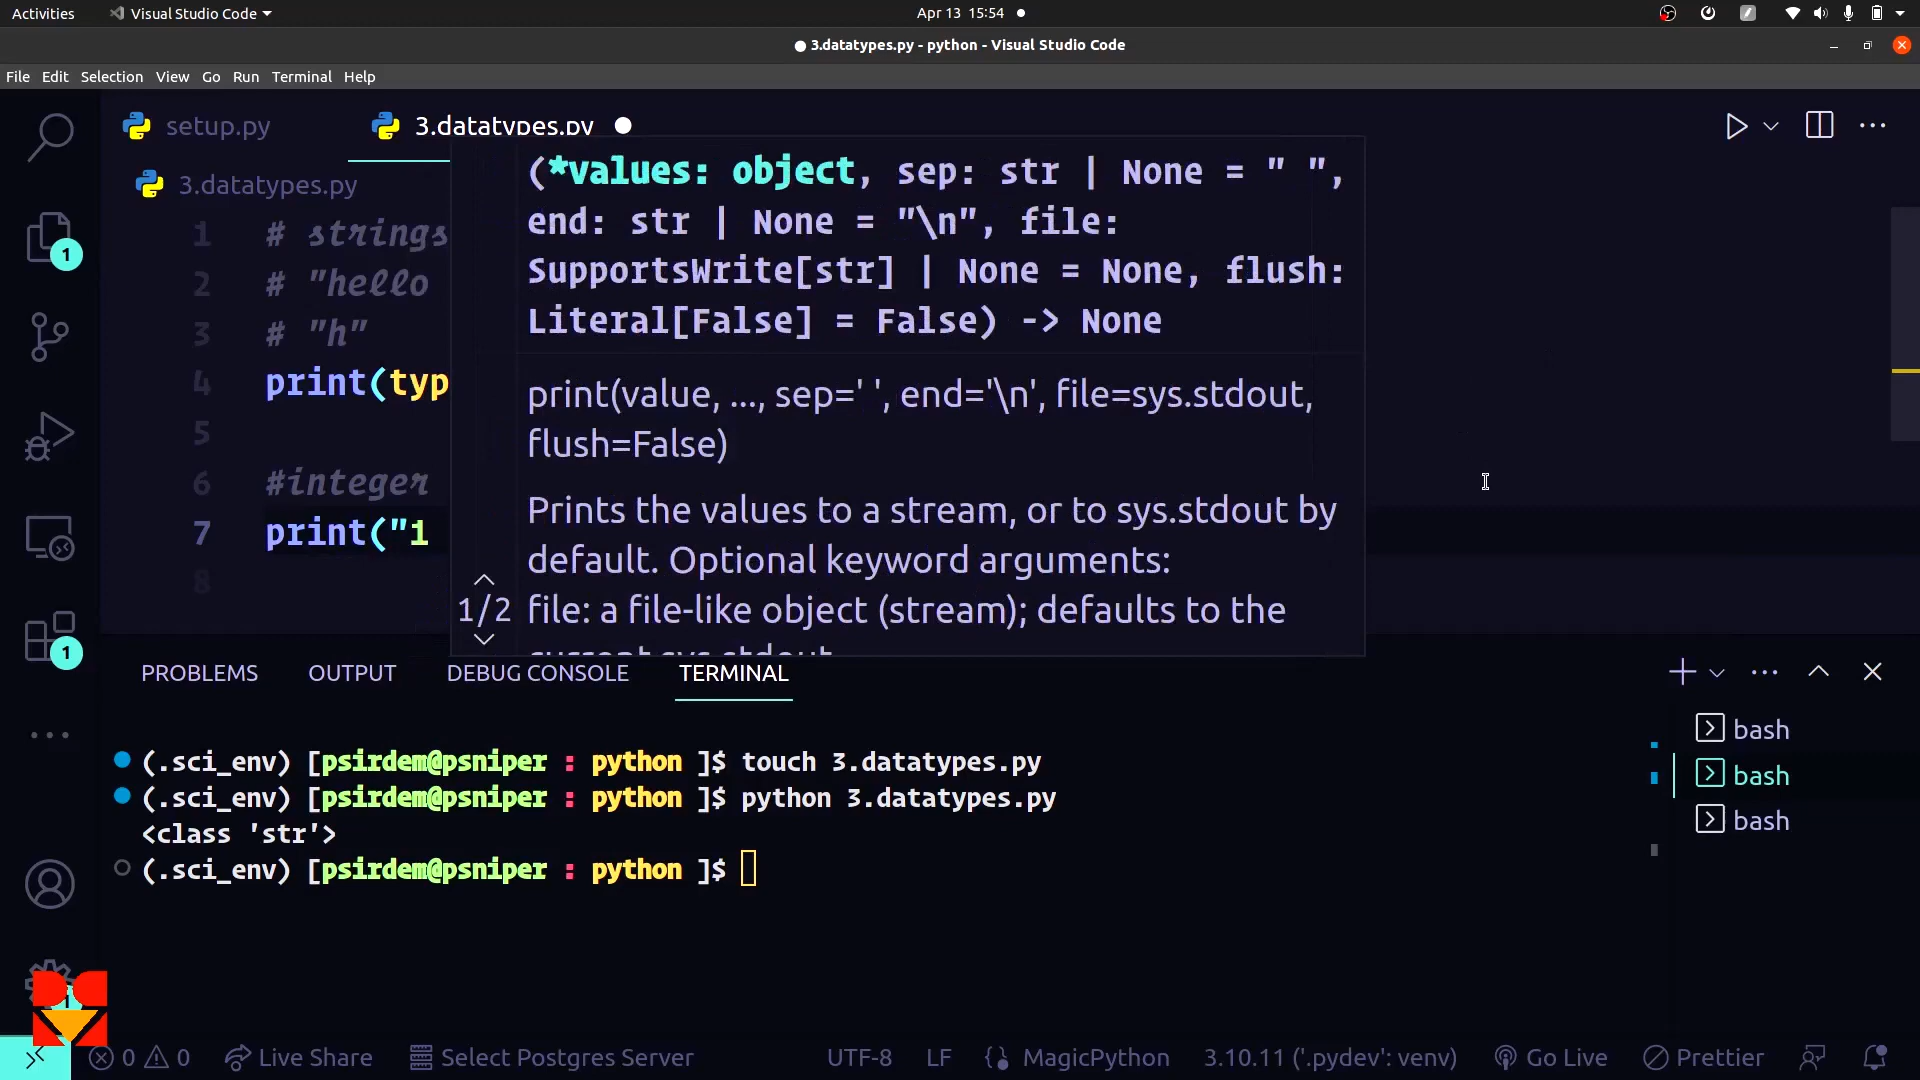 Activities Visual Studio Code Apr 13 15:54
3.datatypes.py - python - Visual Studio Code
File Edit Selection View Go Run Terminal Help
setup.py 3.datatypes.py
3.datatypes.py
(*values: object, sep: str | None = " ",
end: str | None = "\n", file:
SupportsWrite[str] | None = None, flush:
Literal[False] = False) -> None
print(value, ..., sep=' ', end='\n', file=sys.stdout,
flush=False)
Prints the values to a stream, or to sys.stdout by
default. Optional keyword arguments:
file: a file-like object (stream); defaults to the
current sys.stdout.
1/2
1 # strings
2 # "hello
3 # "h"
4 print(typ
5
6 #integer
7 print("1
8
1
1
PROBLEMS OUTPUT DEBUG CONSOLE TERMINAL
(.sci_env) [psirdem@psniper : python ]$ touch 3.datatypes.py
(.sci_env) [psirdem@psniper : python ]$ python 3.datatypes.py
<class 'str'>
(.sci_env) [psirdem@psniper : python ]$
bash
bash
bash
0 0 Live Share Select Postgres Server UTF-8 LF MagicPython 3.10.11 ('.pydev': venv) Go Live Prettier